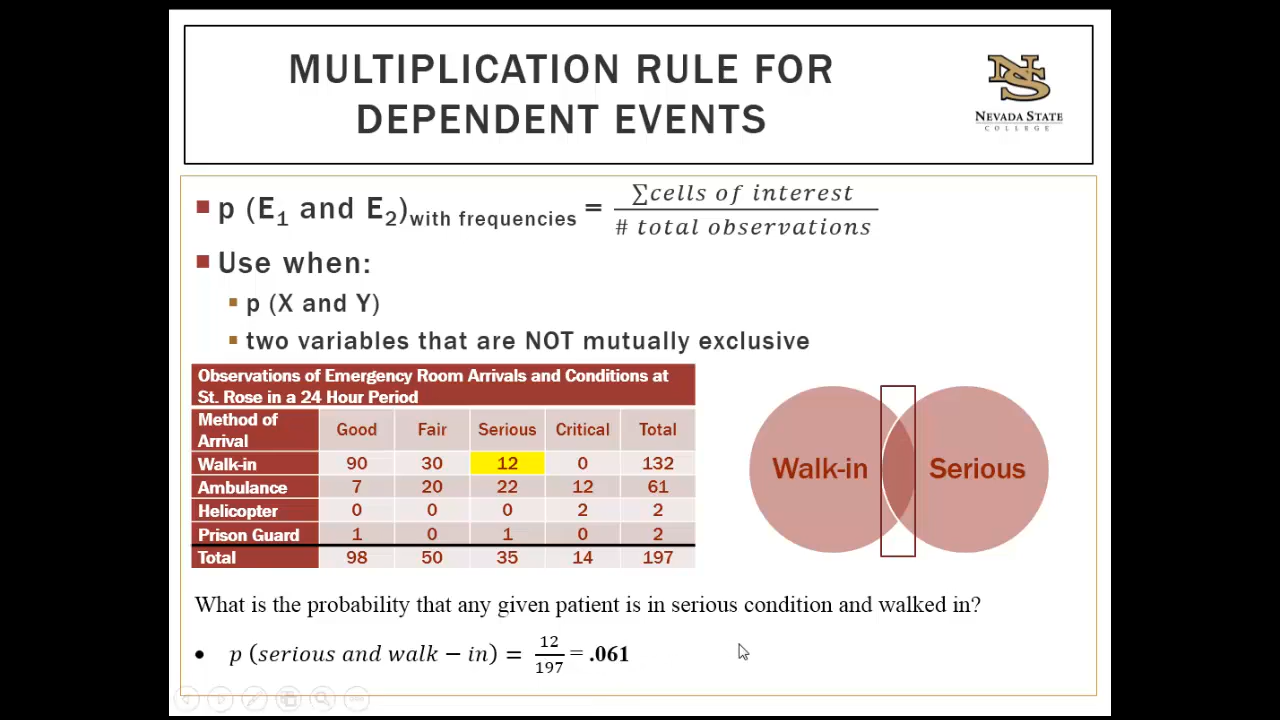 MULTIPLICATION RULE FOR
DEPENDENT EVENTS
NS
NEVADA STATE
COLLEGE
▪ p (E₁ and E₂)with frequencies = ∑cells of interest / # total observations
▪ Use when:
▪ p (X and Y)
▪ two variables that are NOT mutually exclusive
Observations of Emergency Room Arrivals and Conditions at
St. Rose in a 24 Hour Period
Method of Arrival Good Fair Serious Critical Total
Walk-in 90 30 12 0 132
Ambulance 7 20 22 12 61
Helicopter 0 0 0 2 2
Prison Guard 1 0 1 0 2
Total 98 50 35 14 197
Walk-in Serious
What is the probability that any given patient is in serious condition and walked in?
• p (serious and walk − in) = 12/197 = .061